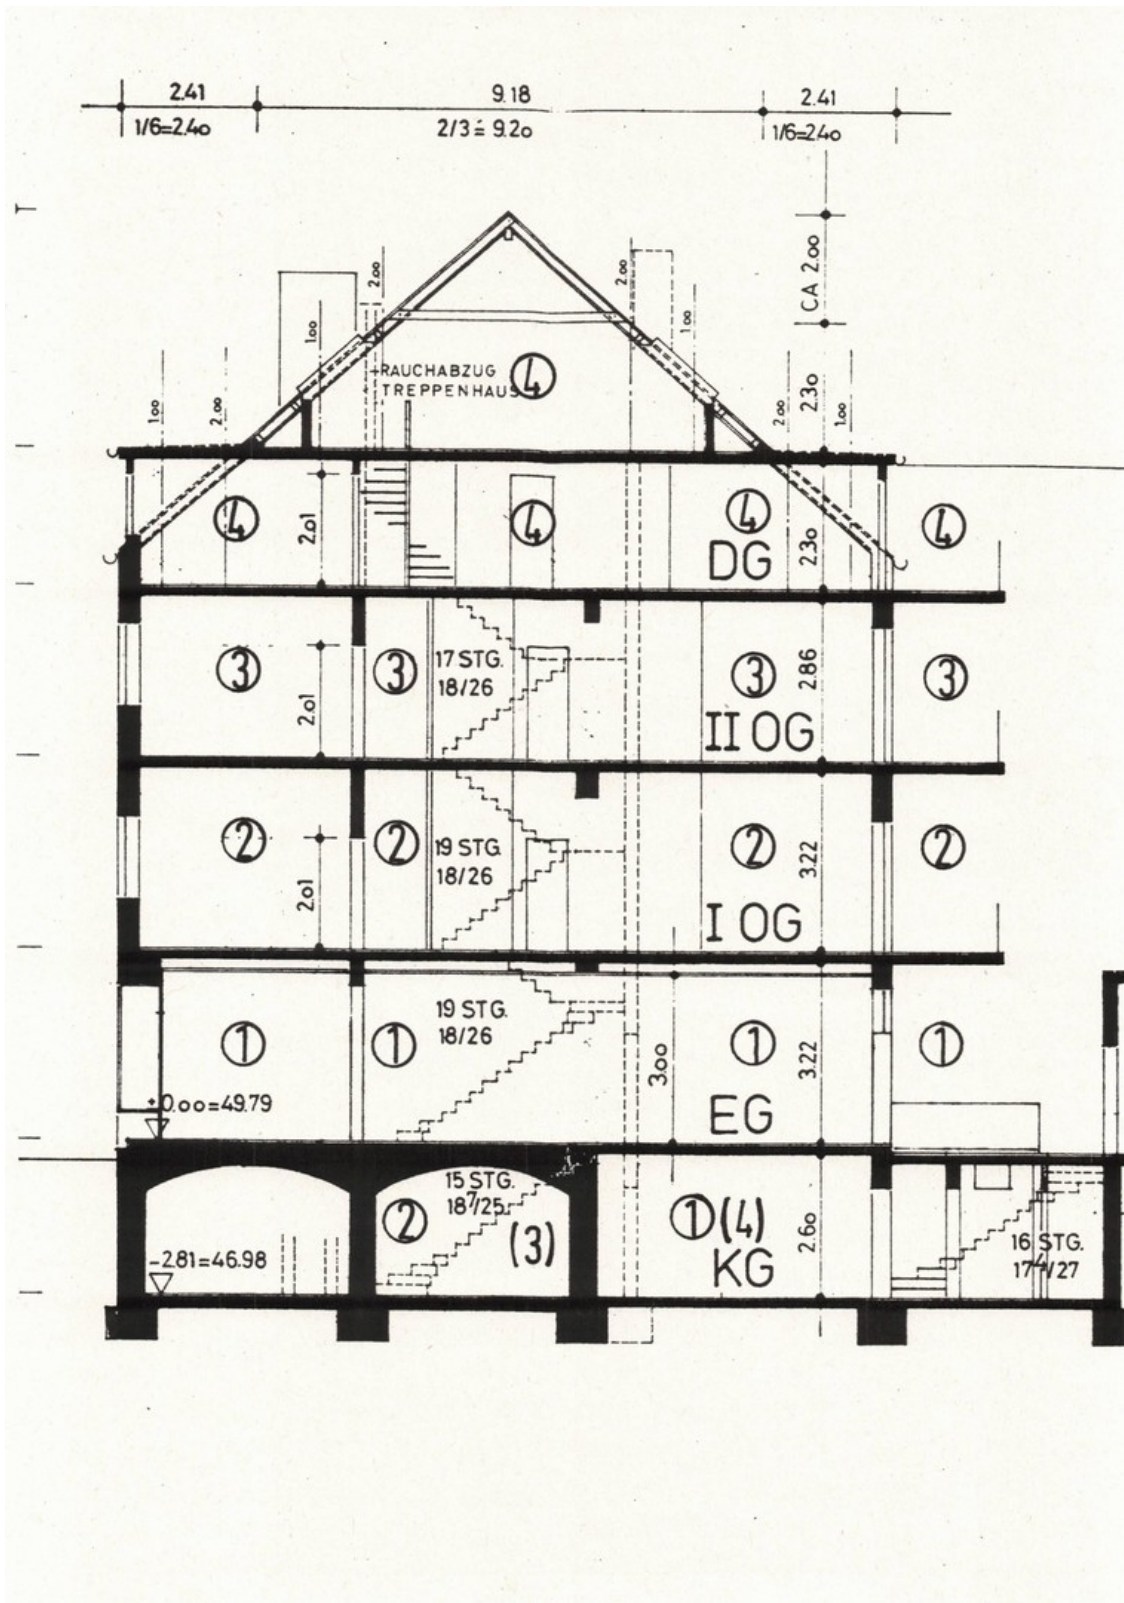 2.41 9.18 2.41
1/6=2.40 2/3≐9.20 1/6=2.40
CA 2.00
2.00 2.00
1.00 1.00
RAUCHABZUG
TREPPENHAUS
4
1.00 2.00 2.00 2.30 1.00
4 4 4 4
2.01 DG 2.30
3 3 17 STG. 3 2.86 3
18/26
2.01 II OG
2 2 19 STG. 2 3.22 2
18/26
2.01 I OG
19 STG.
1 1 18/26 1 1
3.00 3.22
+0.00=49.79 EG
15 STG.
18⁷/25
2 (3) 1 (4) 2.60
-2.81=46.98 KG
16 STG.
17⁴/27